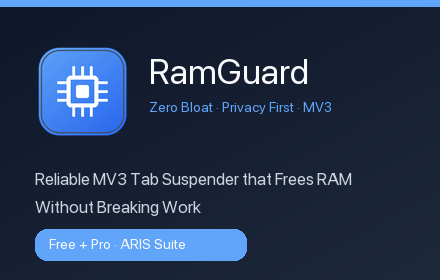 RamGuard
Zero Bloat · Privacy First · MV3
Reliable MV3 Tab Suspender that Frees RAM
Without Breaking Work
Free + Pro · ARIS Suite